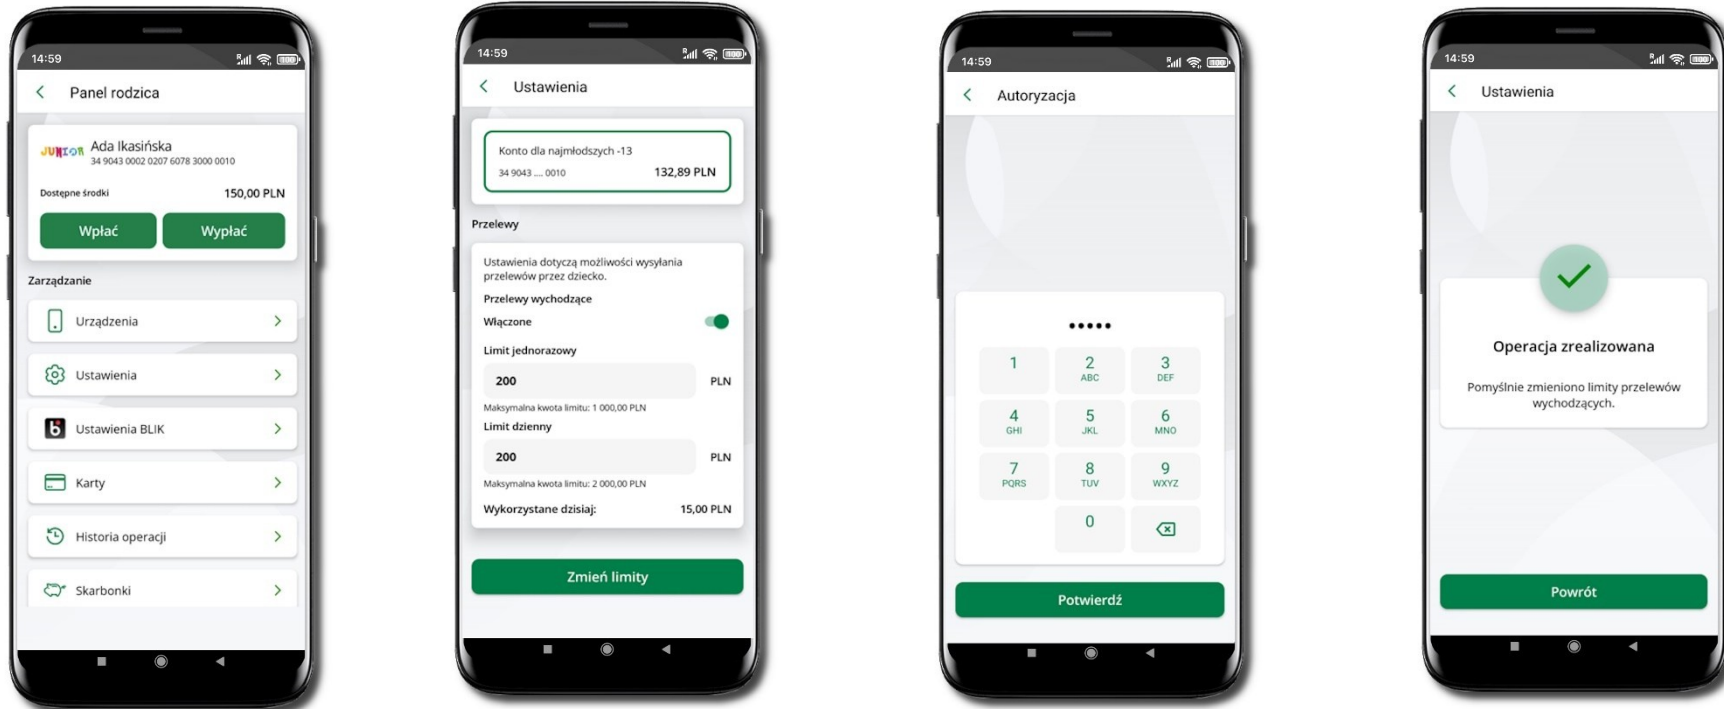 14:59
Panel rodzica
JUNIOR
Ada Ikasińska
34 9043 0002 0207 6078 3000 0010
Dostępne środki 150,00 PLN
Wpłać Wypłać
Zarządzanie
Urządzenia
Ustawienia
Ustawienia BLIK
Karty
Historia operacji
Skarbonki
14:59
Ustawienia
Konto dla najmłodszych -13
34 9043 .... 0010 132,89 PLN
Przelewy
Ustawienia dotyczą możliwości wysyłania
przelewów przez dziecko.
Przelewy wychodzące
Włączone
Limit jednorazowy
200 PLN
Maksymalna kwota limitu: 1 000,00 PLN
Limit dzienny
200 PLN
Maksymalna kwota limitu: 2 000,00 PLN
Wykorzystane dzisiaj: 15,00 PLN
Zmień limity
14:59
Autoryzacja
1 2 3
ABC DEF
4 5 6
GHI JKL MNO
7 8 9
PQRS TUV WXYZ
0
Potwierdź
14:59
Ustawienia
Operacja zrealizowana
Pomyślnie zmieniono limity przelewów
wychodzących.
Powrót